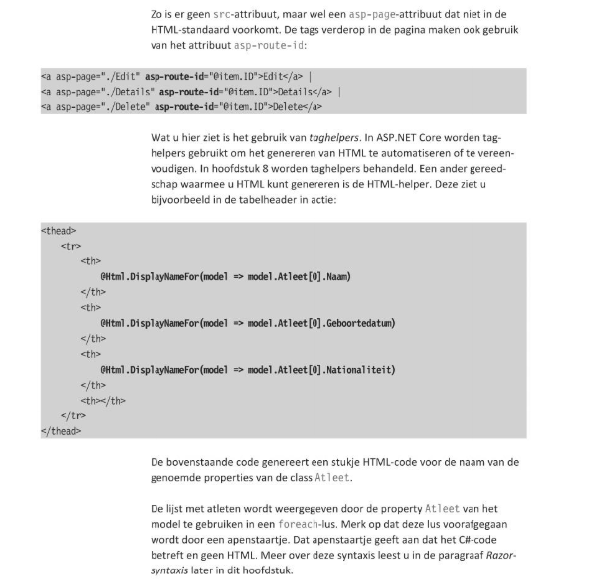 Zo is er geen src-attribuut, maar wel een asp-page-attribuut dat niet in de
HTML-standaard voorkomt. De tags verderop in de pagina maken ook gebruik
van het attribuut asp-route-id:
<a asp-page="./Edit" asp-route-id="@item.ID">Edit</a> |
<a asp-page="./Details" asp-route-id="@item.ID">Details</a> |
<a asp-page="./Delete" asp-route-id="@item.ID">Delete</a>
Wat u hier ziet is het gebruik van taghelpers. In ASP.NET Core worden tag-
helpers gebruikt om het genereren van HTML te automatiseren of te vereen-
voudigen. In hoofdstuk 8 worden taghelpers behandeld. Een ander gereed-
schap waarmee u HTML kunt genereren is de HTML-helper. Deze ziet u
bijvoorbeeld in de tabelheader in actie:
<thead>
<tr>
<th>
@Html.DisplayNameFor(model => model.Atleet[0].Naam)
</th>
<th>
@Html.DisplayNameFor(model => model.Atleet[0].Geboortedatum)
</th>
<th>
@Html.DisplayNameFor(model => model.Atleet[0].Nationaliteit)
</th>
<th></th>
</tr>
</thead>
De bovenstaande code genereert een stukje HTML-code voor de naam van de
genoemde properties van de class Atleet.
De lijst met atleten wordt weergegeven door de property Atleet van het
model te gebruiken in een foreach-lus. Merk op dat deze lus voorafgegaan
wordt door een apenstaartje. Dat apenstaartje geeft aan dat het C#-code
betreft en geen HTML. Meer over deze syntaxis leest u in de paragraaf Razor-
syntaxis later in dit hoofdstuk.